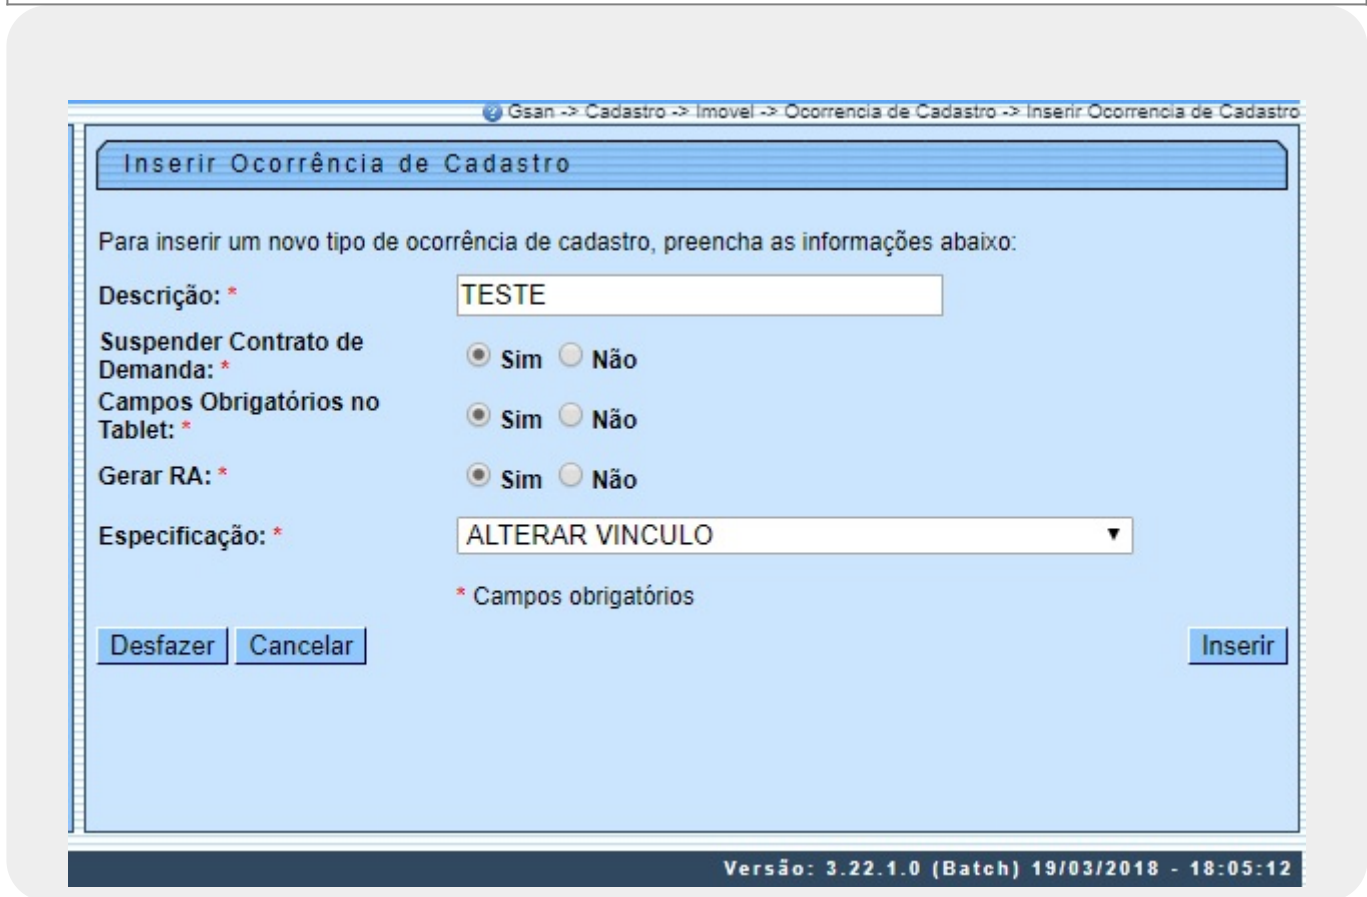 Gsan -> Cadastro -> Imovel -> Ocorrencia de Cadastro -> Inserir Ocorrencia de Cadastro
Inserir Ocorrência de Cadastro
Para inserir um novo tipo de ocorrência de cadastro, preencha as informações abaixo:
Descrição: * TESTE
Suspender Contrato de
Demanda: * Sim Não
Campos Obrigatórios no
Tablet: * Sim Não
Gerar RA: * Sim Não
Especificação: * ALTERAR VINCULO
* Campos obrigatórios
Desfazer Cancelar Inserir
Versão: 3.22.1.0 (Batch) 19/03/2018 - 18:05:12